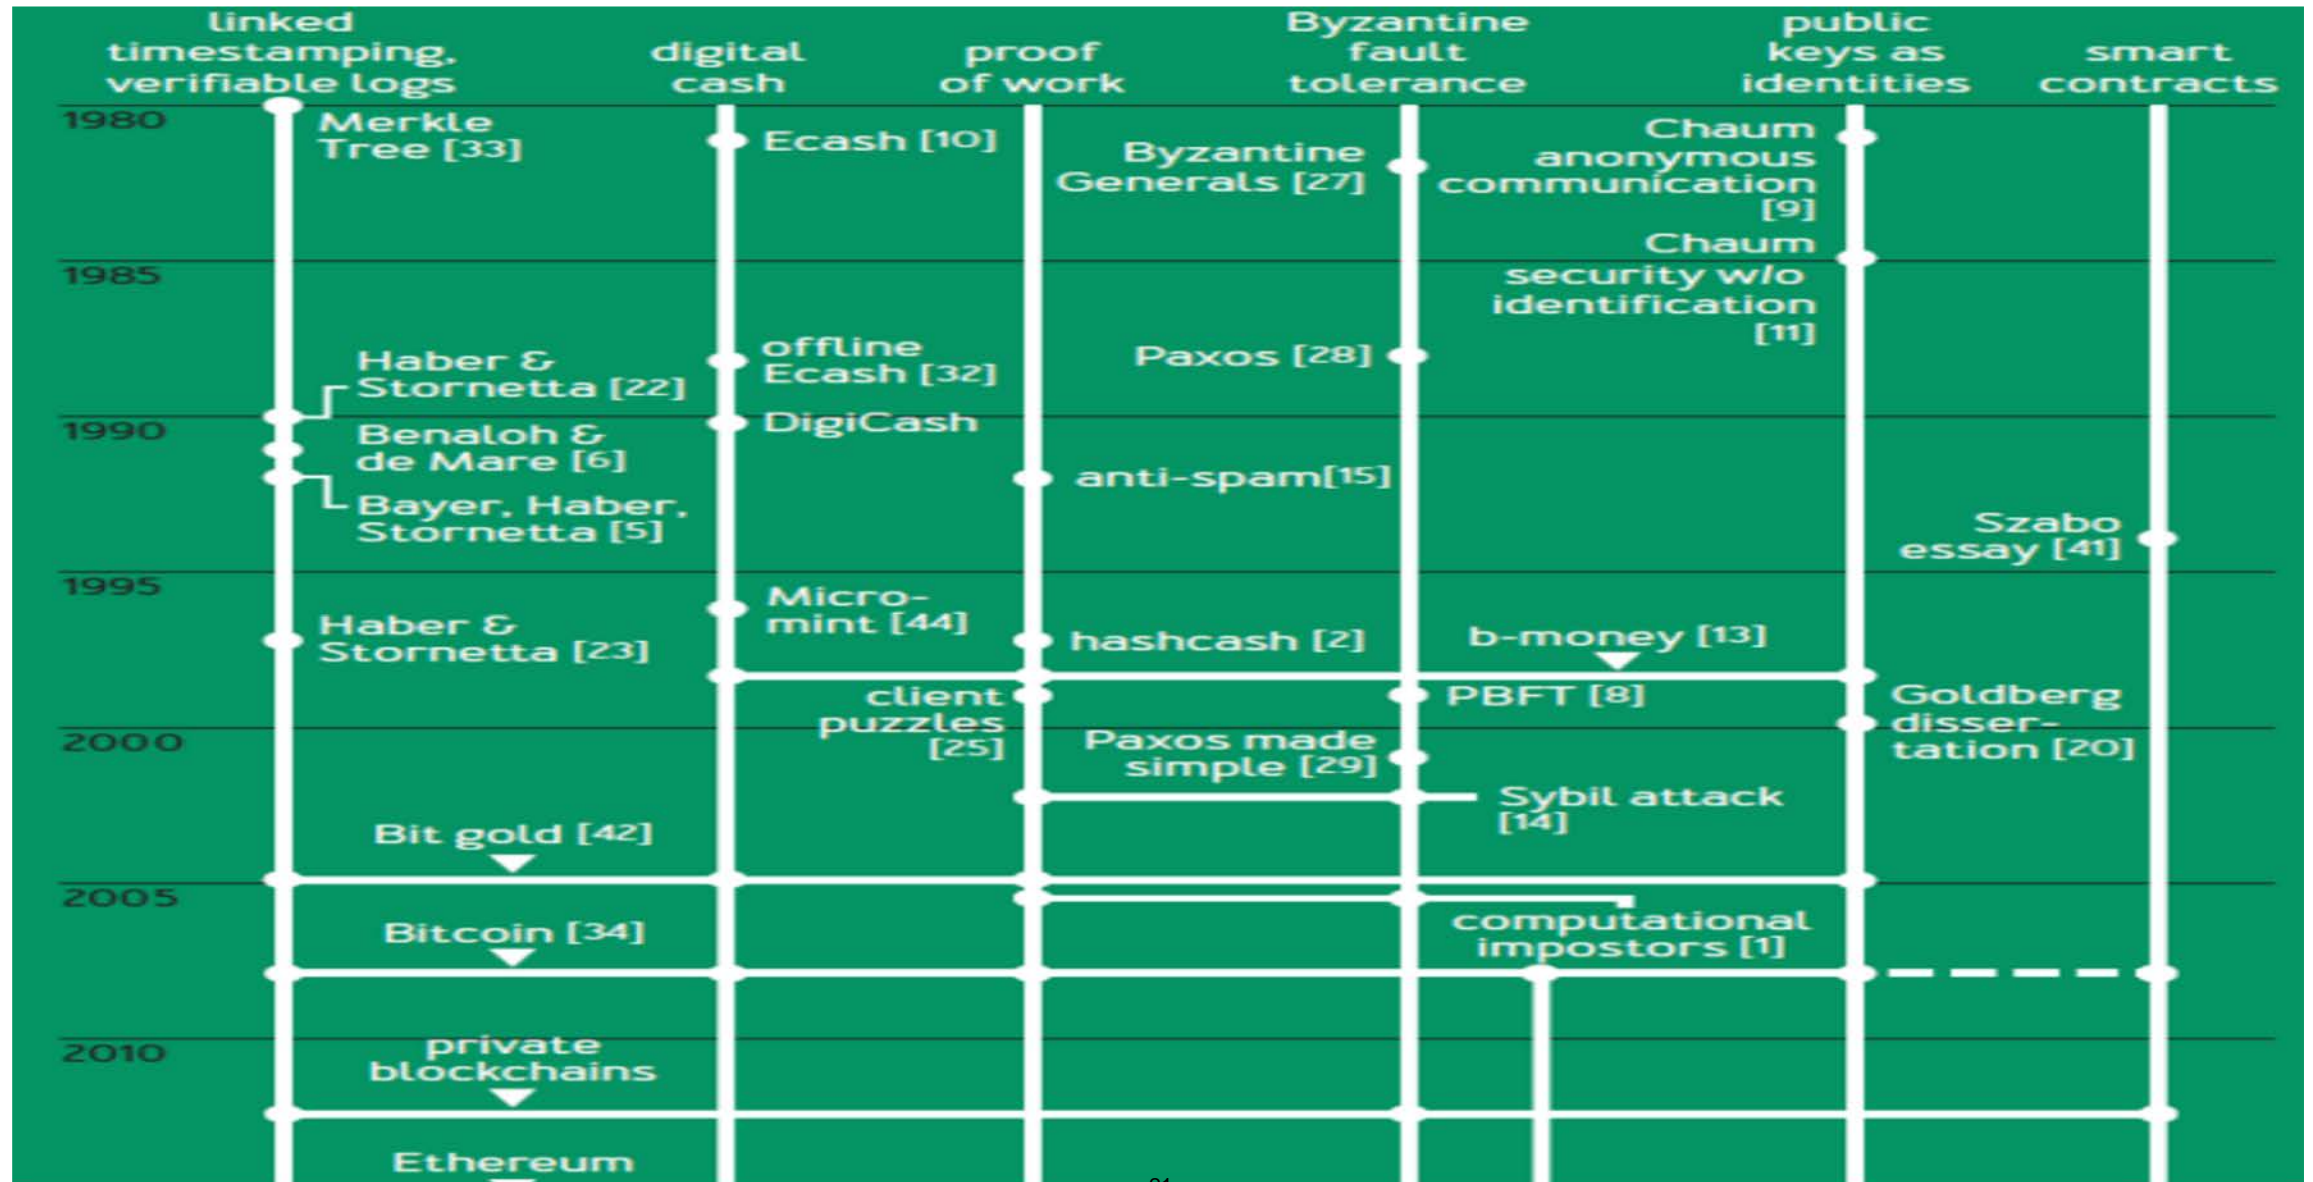 linked
timestamping,
verifiable logs
digital
cash
proof
of work
Byzantine
fault
tolerance
public
keys as
identities
smart
contracts
1980
Merkle
Tree [33]
Ecash [10]
Byzantine
Generals [27]
Chaum
anonymous
communication
[9]
1985
Chaum
security w/o
identification
[11]
Haber &
Stornetta [22]
offline
Ecash [32]
Paxos [28]
1990
Benaloh &
de Mare [6]
DigiCash
Bayer, Haber,
Stornetta [5]
anti-spam[15]
Szabo
essay [41]
1995
Haber &
Stornetta [23]
Micro-
mint [44]
hashcash [2]
b-money [13]
client
puzzles
[25]
PBFT [8]
Goldberg
disser-
tation [20]
2000
Paxos made
simple [29]
Sybil attack
[14]
Bit gold [42]
2005
computational
impostors [1]
Bitcoin [34]
2010
private
blockchains
Ethereum